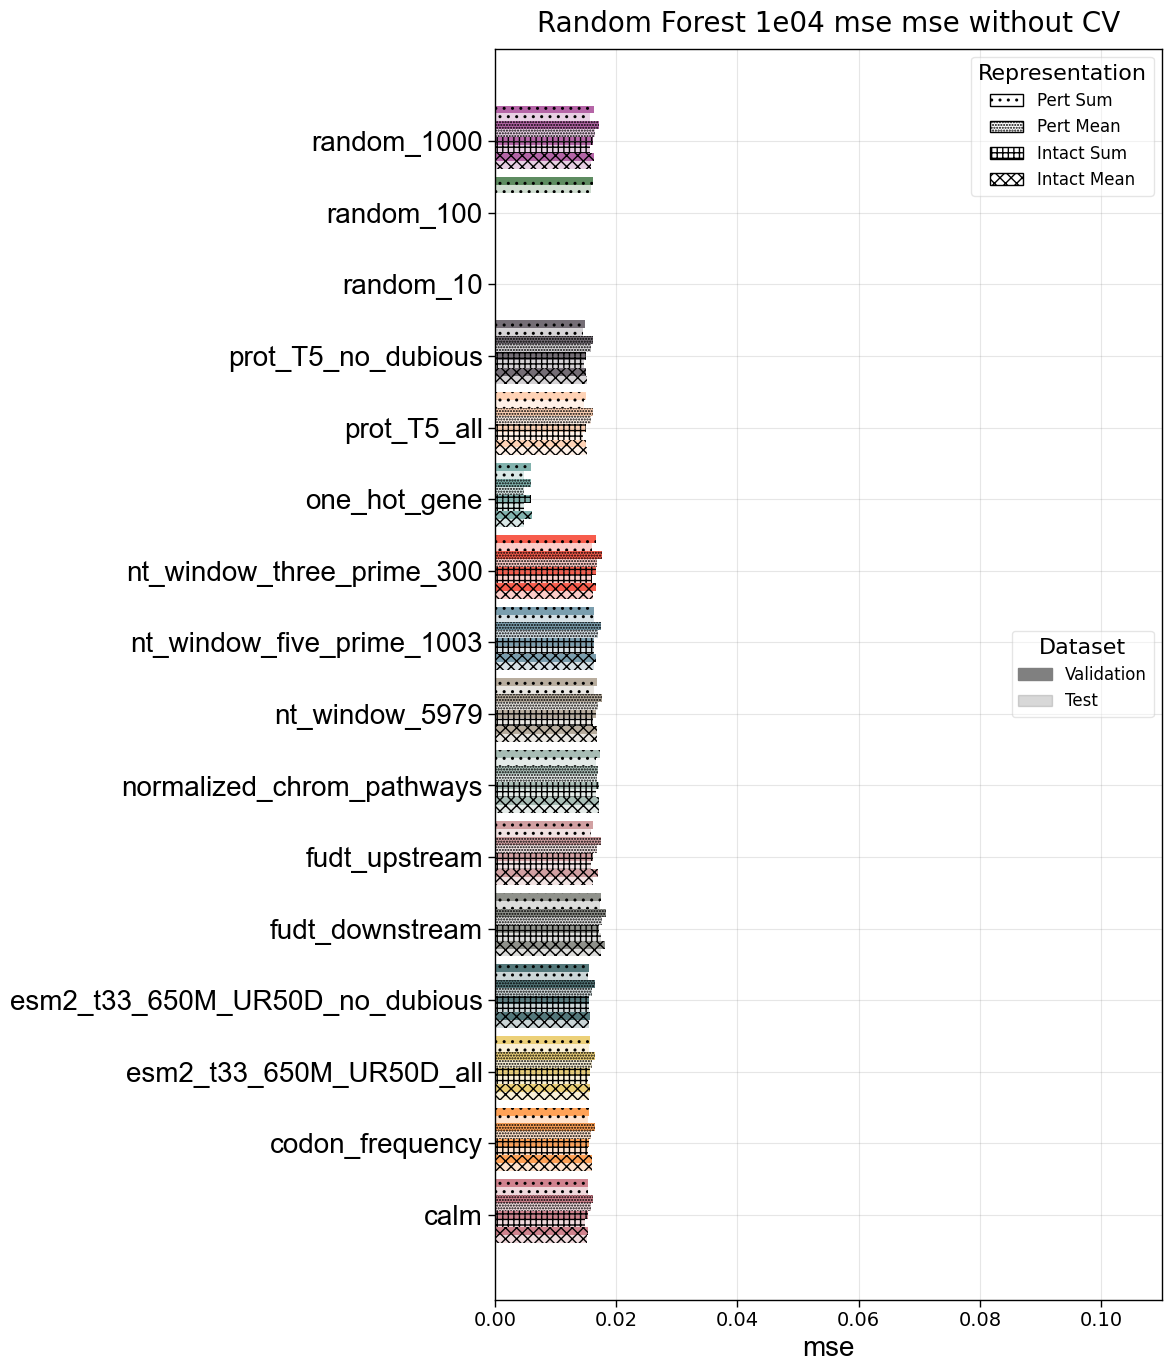 Random Forest 1e04 mse mse without CV
Representation
Pert Sum
Pert Mean
Intact Sum
Intact Mean
random_1000
random_100
random_10
prot_T5_no_dubious
prot_T5_all
one_hot_gene
nt_window_three_prime_300
nt_window_five_prime_1003
Dataset
Validation
Test
nt_window_5979
normalized_chrom_pathways
fudt_upstream
fudt_downstream
esm2_t33_650M_UR50D_no_dubious
esm2_t33_650M_UR50D_all
codon_frequency
calm
0.00 0.02 0.04 0.06 0.08 0.10
mse